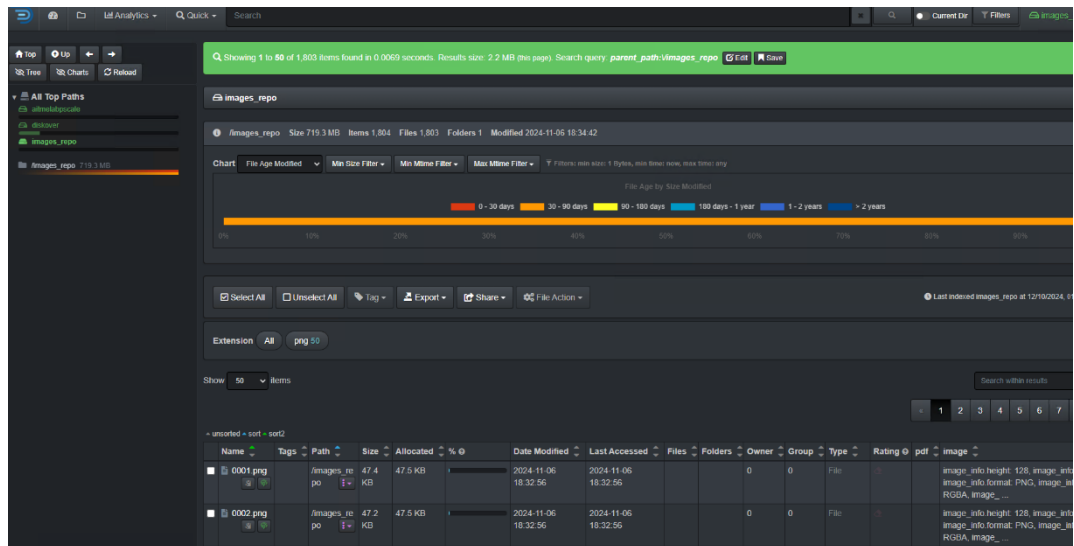 Analytics Quick Search Current Dir Filters images_
Top Up
Tree Charts Reload
All Top Paths
diskover
images_repo
/images_repo 719.3 MB
Showing 1 to 50 of 1,803 items found in 0.0069 seconds. Results size: 2.2 MB (this page). Search query: parent_path:\/images_repo Edit Save
images_repo
/images_repo Size 719.3 MB Items 1,804 Files 1,803 Folders 1 Modified 2024-11-06 18:34:42
Chart File Age Modified Min Size Filter Min Mtime Filter Max Mtime Filter Filters: min size: 1 Bytes, min time: now, max time: any
File Age by Size Modified
0 - 30 days 30 - 90 days 90 - 180 days 180 days - 1 year 1 - 2 years > 2 years
0% 10% 20% 30% 40% 50% 60% 70% 80% 90%
Select All Unselect All Tag Export Share File Action Last indexed images_repo at 12/10/2024,
Extension All png 50
Show 50 items Search within results
« 1 2 3 4 5 6 7
unsorted sort sort2
Name Tags Path Size Allocated % Date Modified Last Accessed Files Folders Owner Group Type Rating pdf image
0001.png /images_re 47.4 47.5 KB 2024-11-06 2024-11-06 0 0 File image_info.height: 128, image_info
po KB 18:32:56 18:32:56 image_info.format: PNG, image_inf
RGBA, image_ ...
0002.png /images_re 47.2 47.5 KB 2024-11-06 2024-11-06 0 0 File image_info.height: 128, image_info
po KB 18:32:56 18:32:56 image_info.format: PNG, image_inf
RGBA, image_ ...